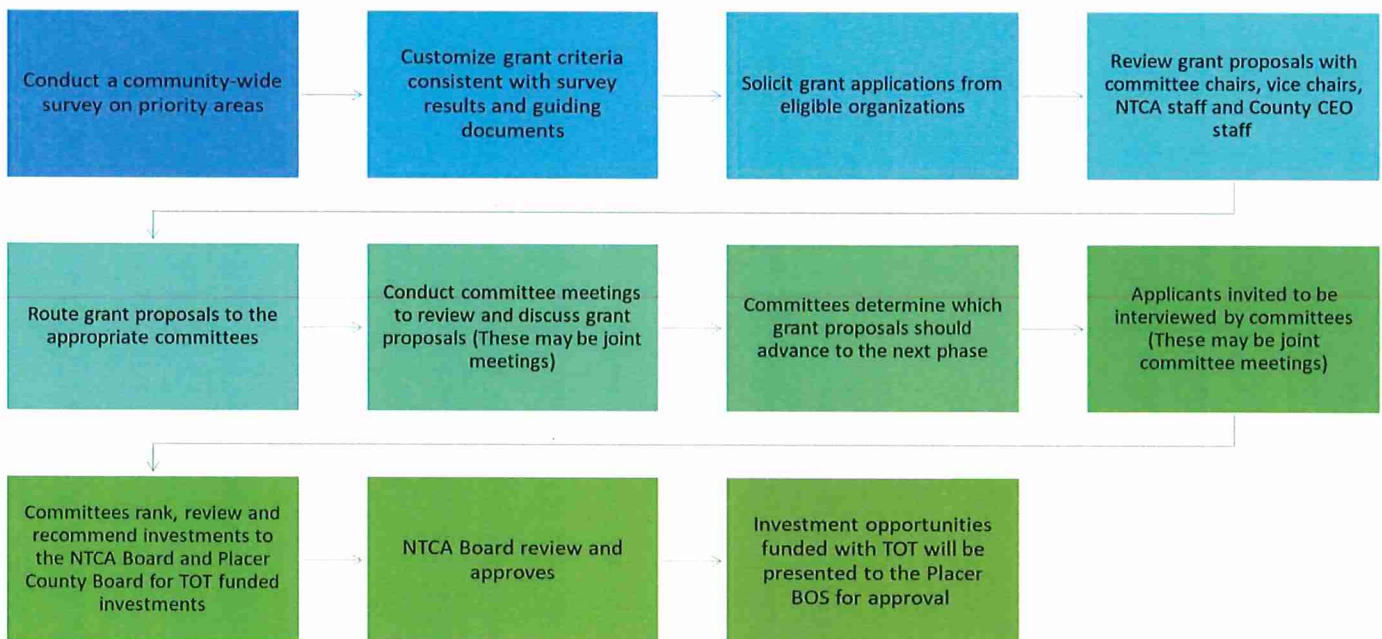 Conduct a community-wide
survey on priority areas
Customize grant criteria
consistent with survey
results and guiding
documents
Solicit grant applications from
eligible organizations
Review grant proposals with
committee chairs, vice chairs,
NTCA staff and County CEO
staff
Route grant proposals to the
appropriate committees
Conduct committee meetings
to review and discuss grant
proposals (These may be joint
meetings)
Committees determine which
grant proposals should
advance to the next phase
Applicants invited to be
interviewed by committees
(These may be joint
committee meetings)
Committees rank, review and
recommend investments to
the NTCA Board and Placer
County Board for TOT funded
investments
NTCA Board review and
approves
Investment opportunities
funded with TOT will be
presented to the Placer
BOS for approval